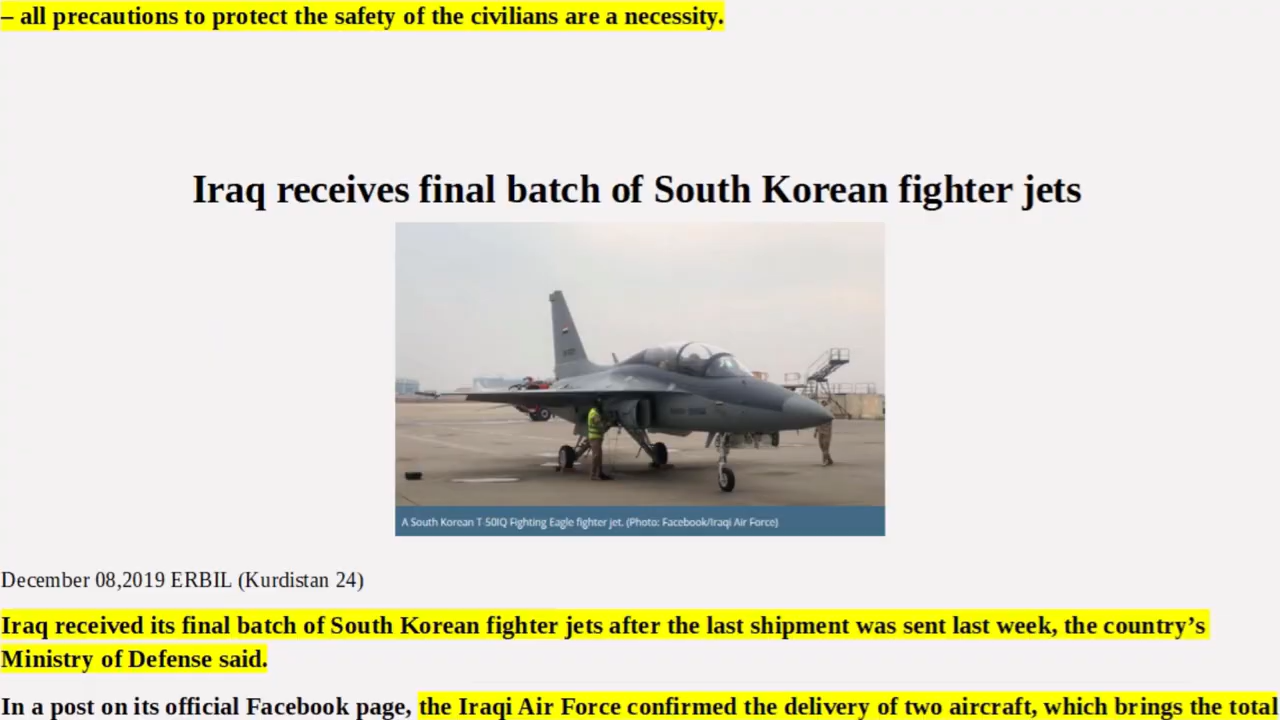 – all precautions to protect the safety of the civilians are a necessity.
Iraq receives final batch of South Korean fighter jets
A South Korean T-50IQ Fighting Eagle fighter jet. (Photo: Facebook/Iraqi Air Force)
December 08,2019 ERBIL (Kurdistan 24)
Iraq received its final batch of South Korean fighter jets after the last shipment was sent last week, the country’s
Ministry of Defense said.
In a post on its official Facebook page, the Iraqi Air Force confirmed the delivery of two aircraft, which brings the total